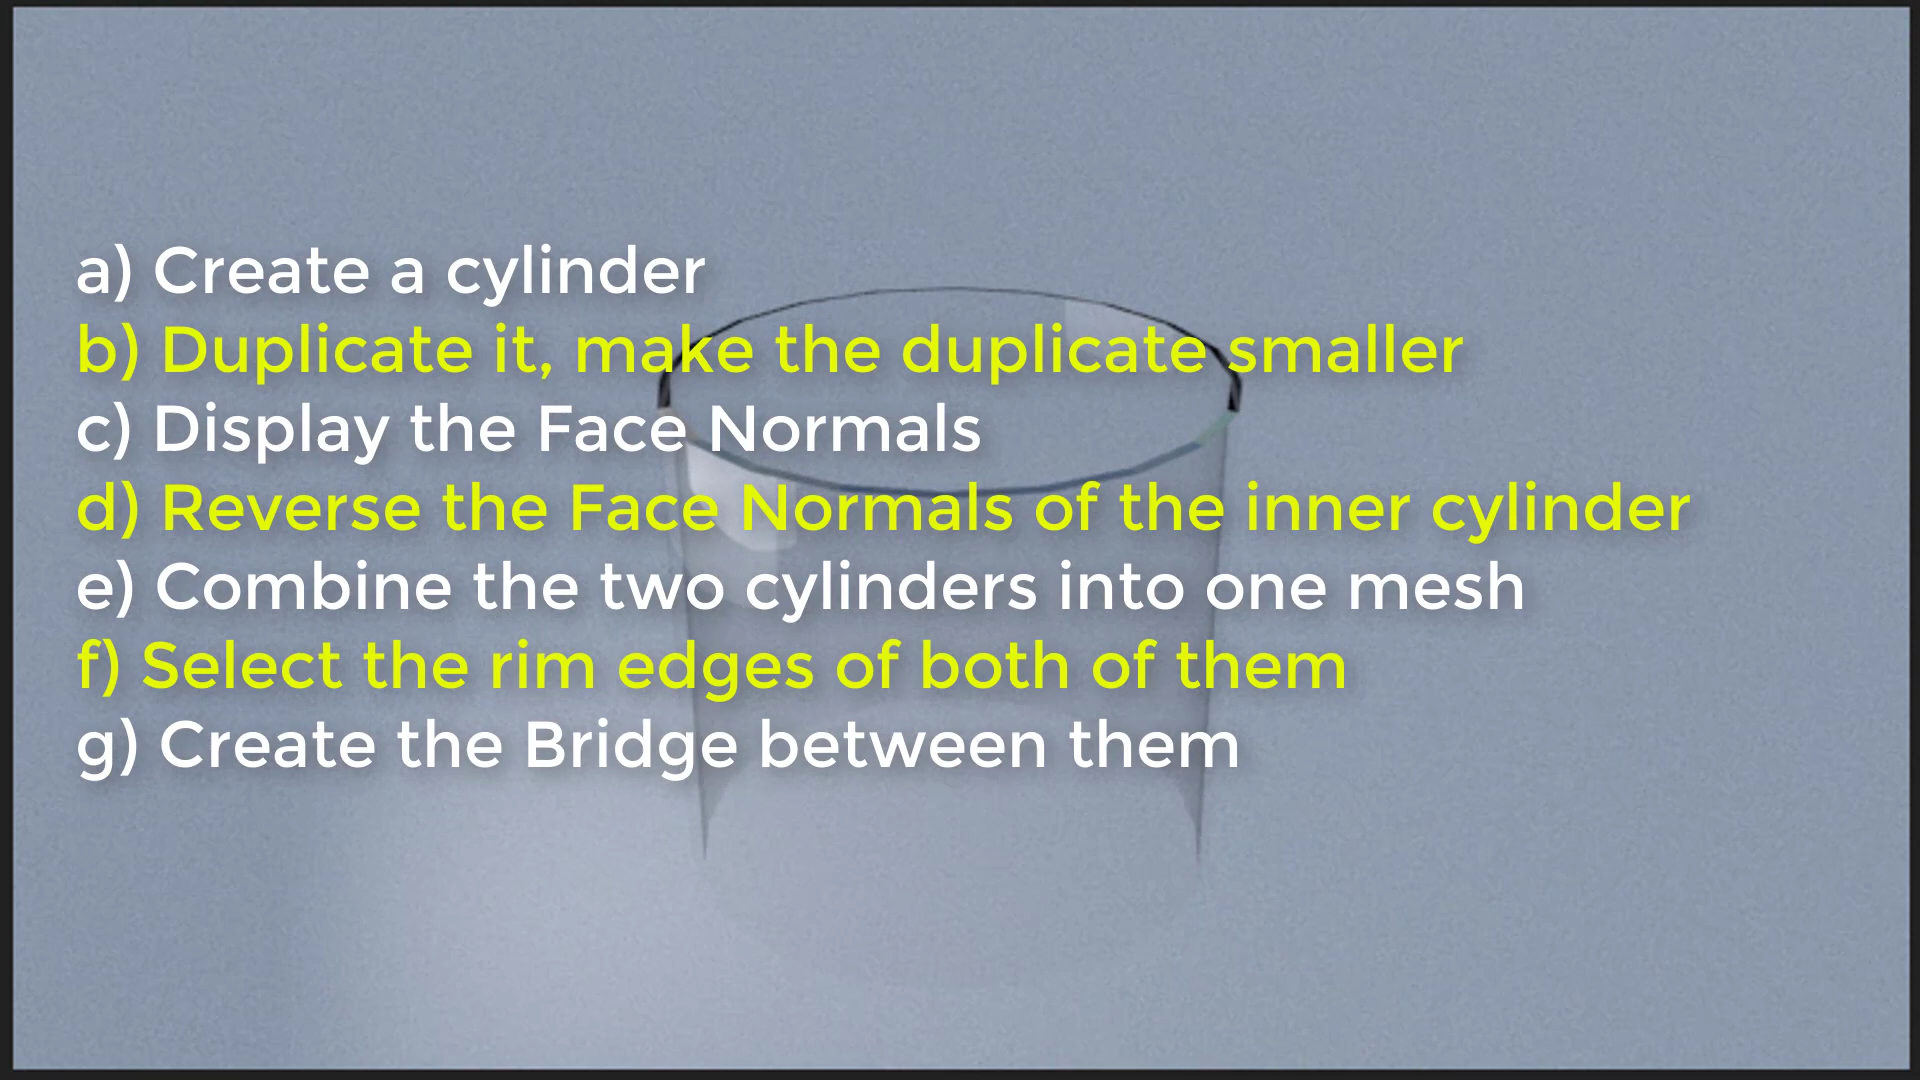 a) Create a cylinder
b) Duplicate it, make the duplicate smaller
c) Display the Face Normals
d) Reverse the Face Normals of the inner cylinder
e) Combine the two cylinders into one mesh
f) Select the rim edges of both of them
g) Create the Bridge between them